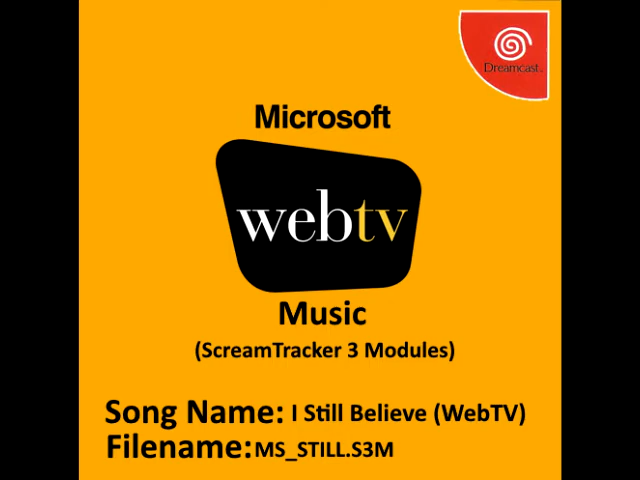 Dreamcast
Microsoft
webtv
Music
(ScreamTracker 3 Modules)
Song Name: I Still Believe (WebTV)
Filename: MS_STILL.S3M